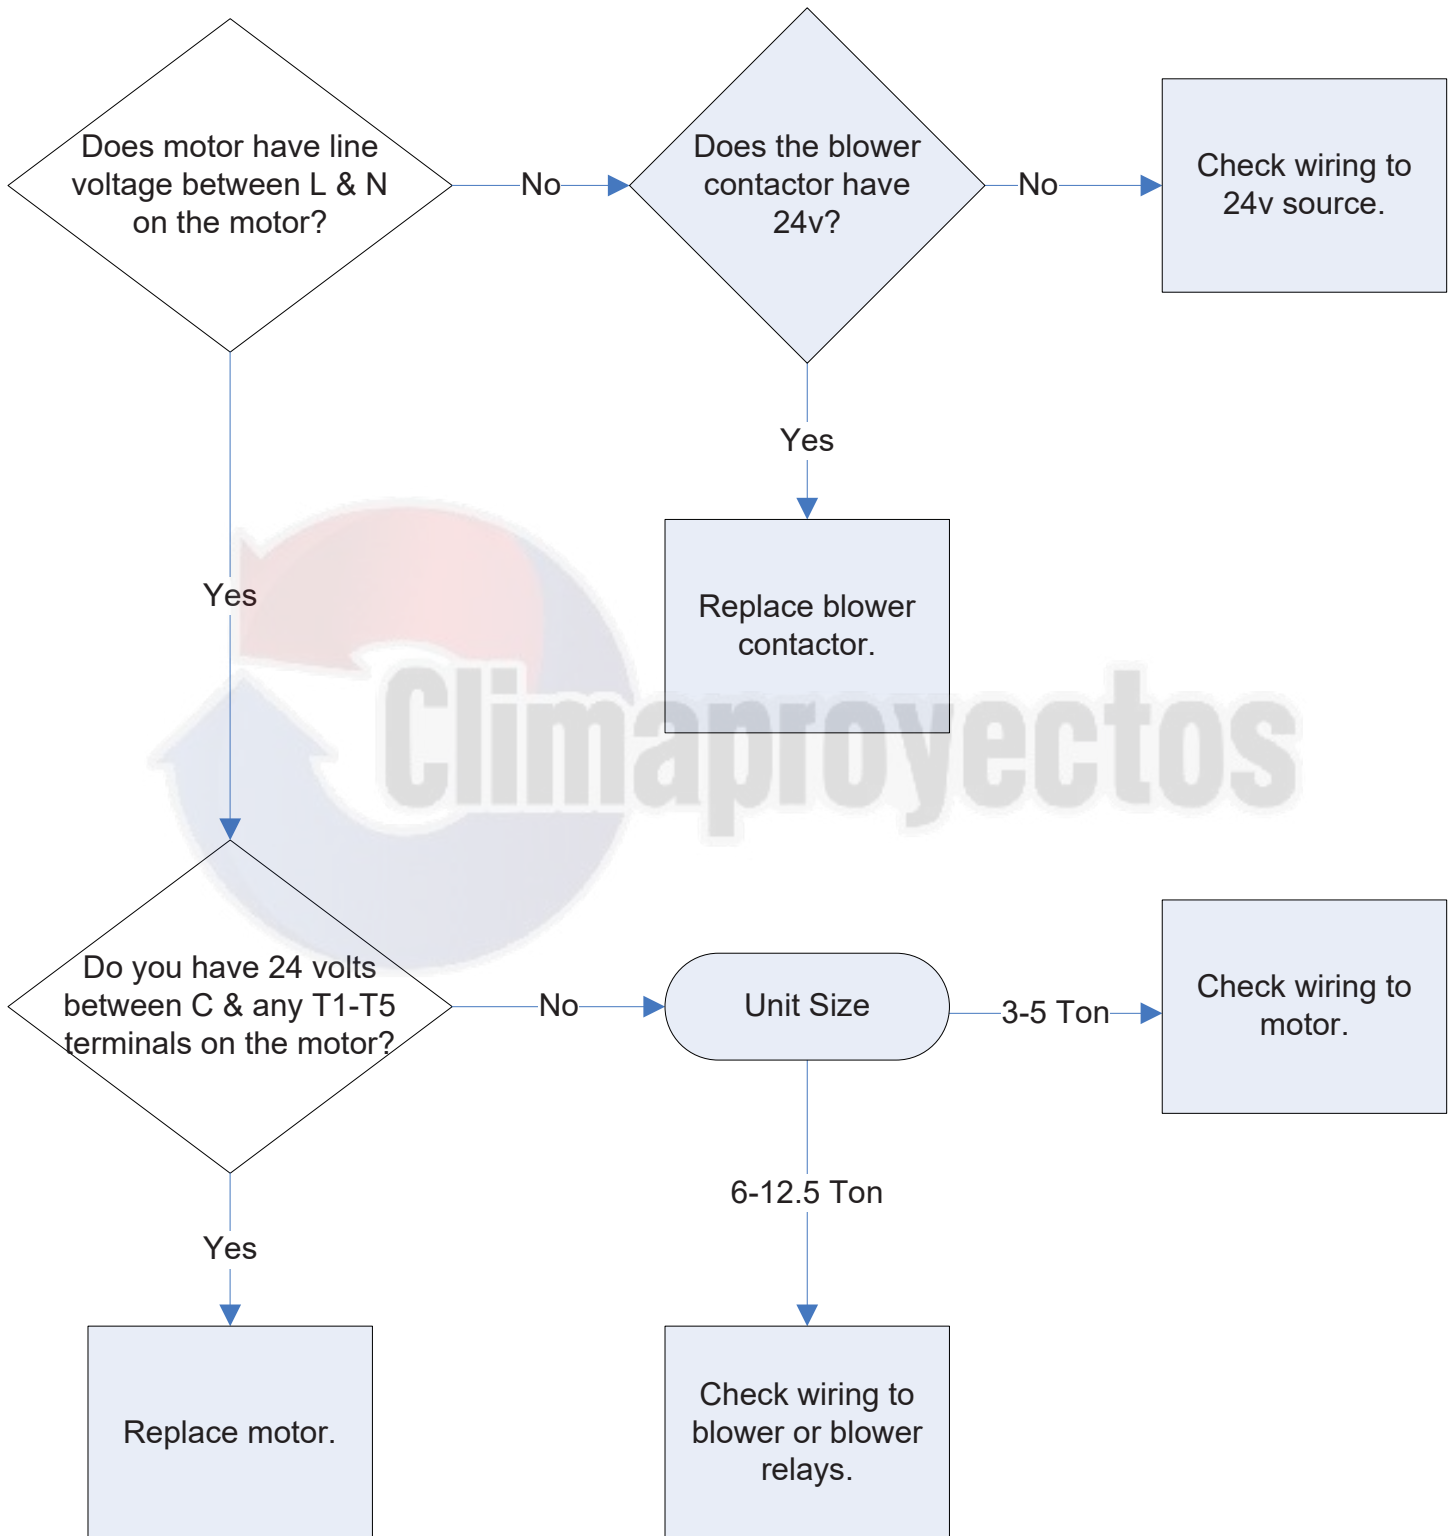 Does motor have line
voltage between L & N
on the motor?
No
Does the blower
contactor have
24v?
No
Check wiring to
24v source.
Yes
Yes
Replace blower
contactor.
Climaproyectos
Do you have 24 volts
between C & any T1-T5
terminals on the motor?
No
Unit Size
3-5 Ton
Check wiring to
motor.
6-12.5 Ton
Yes
Replace motor.
Check wiring to
blower or blower
relays.